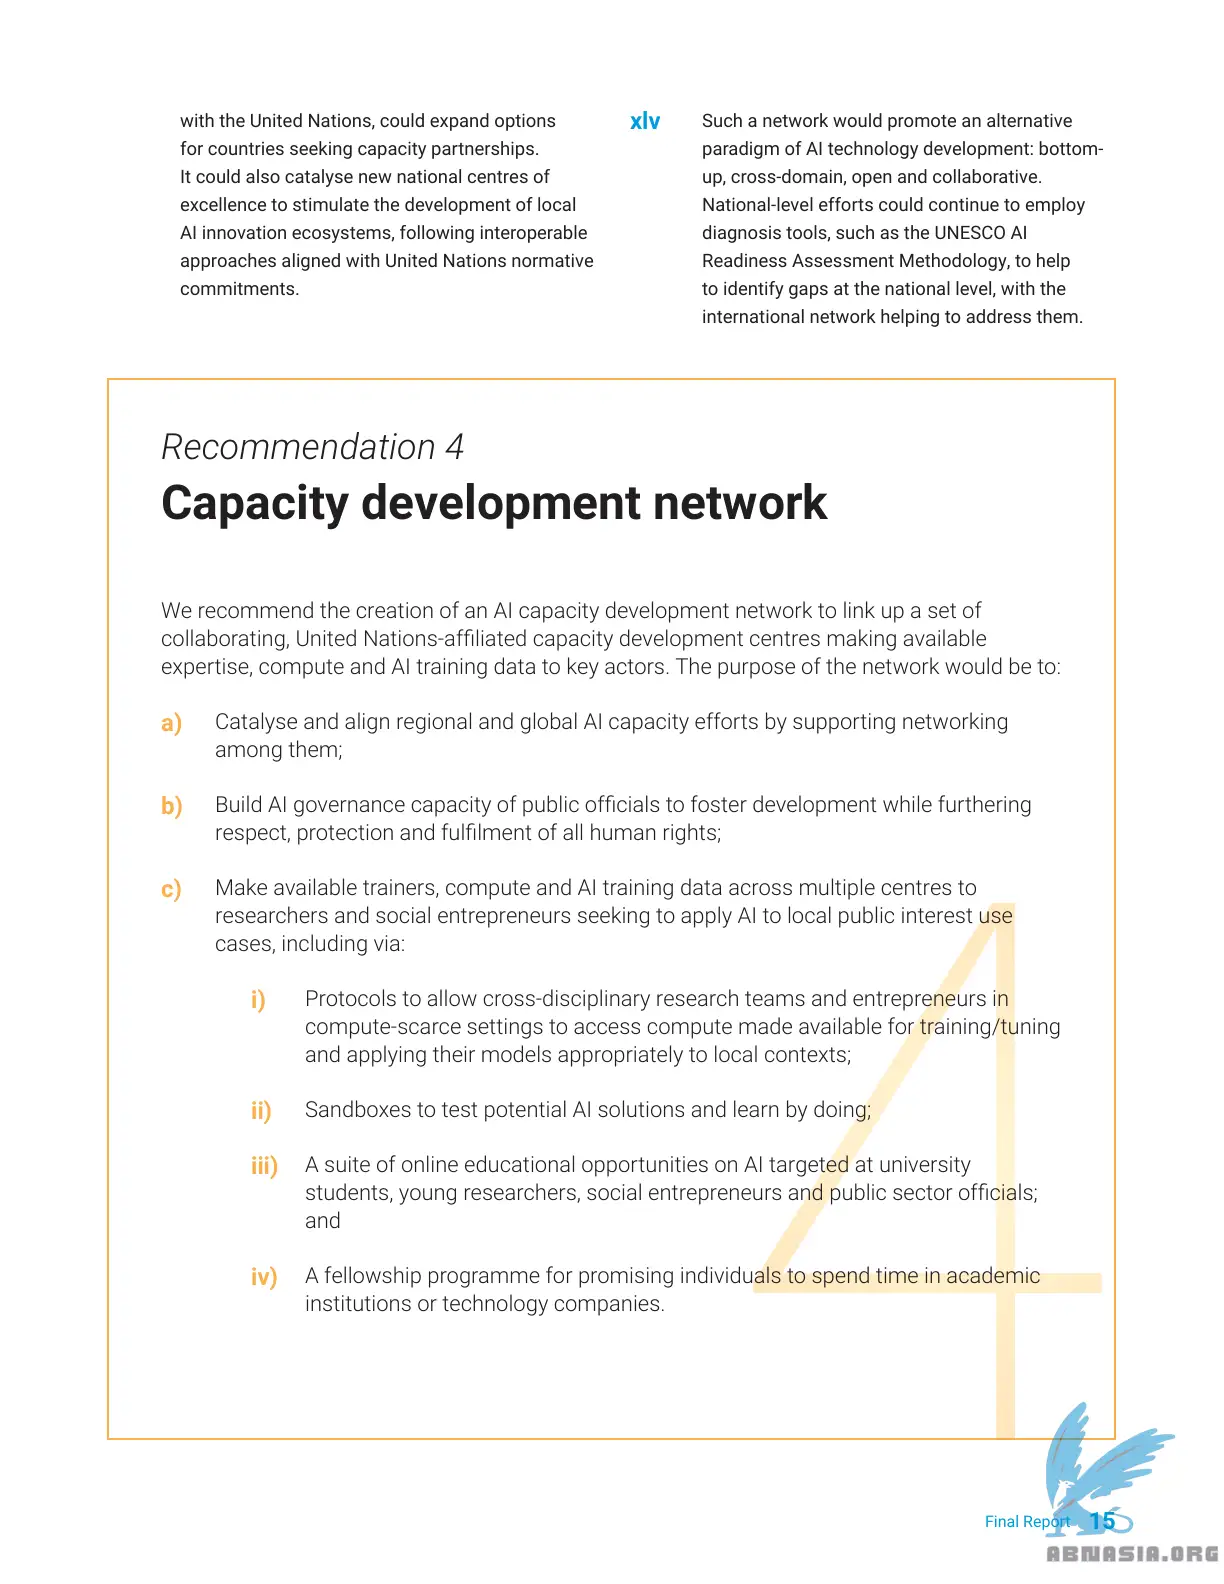 with the United Nations, could expand options
for countries seeking capacity partnerships.
It could also catalyse new national centres of
excellence to stimulate the development of local
AI innovation ecosystems, following interoperable
approaches aligned with United Nations normative
commitments.
xlv
Such a network would promote an alternative
paradigm of AI technology development: bottom-
up, cross-domain, open and collaborative.
National-level efforts could continue to employ
diagnosis tools, such as the UNESCO AI
Readiness Assessment Methodology, to help
to identify gaps at the national level, with the
international network helping to address them.
Recommendation 4
Capacity development network
We recommend the creation of an AI capacity development network to link up a set of
collaborating, United Nations-affiliated capacity development centres making available
expertise, compute and AI training data to key actors. The purpose of the network would be to:
a) Catalyse and align regional and global AI capacity efforts by supporting networking
among them;
b) Build AI governance capacity of public officials to foster development while furthering
respect, protection and fulfilment of all human rights;
c) Make available trainers, compute and AI training data across multiple centres to
researchers and social entrepreneurs seeking to apply AI to local public interest use
cases, including via:
i) Protocols to allow cross-disciplinary research teams and entrepreneurs in
compute-scarce settings to access compute made available for training/tuning
and applying their models appropriately to local contexts;
ii) Sandboxes to test potential AI solutions and learn by doing;
iii) A suite of online educational opportunities on AI targeted at university
students, young researchers, social entrepreneurs and public sector officials;
and
iv) A fellowship programme for promising individuals to spend time in academic
institutions or technology companies.
4
Final Report 15
ABNASIA.ORG